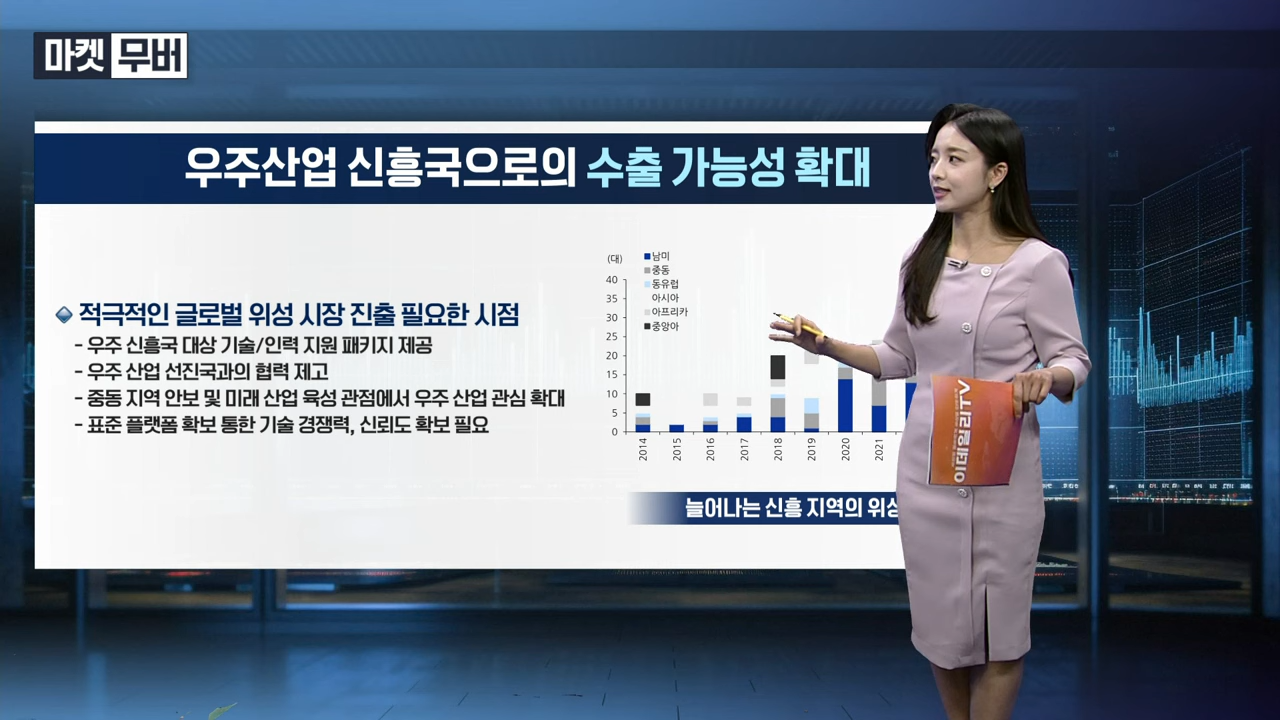 마켓 무버
우주산업 신흥국으로의 수출 가능성 확대
적극적인 글로벌 위성 시장 진출 필요한 시점
- 우주 신흥국 대상 기술/인력 지원 패키지 제공
- 우주 산업 선진국과의 협력 제고
- 중동 지역 안보 및 미래 산업 육성 관점에서 우주 산업 관심 확대
- 표준 플랫폼 확보 통한 기술 경쟁력, 신뢰도 확보 필요
(대)
남미
중동
동유럽
아시아
아프리카
중앙아
40
35
30
25
20
15
10
5
0
2014 2015 2016 2017 2018 2019 2020 2021
늘어나는 신흥 지역의 위성
이데일리TV